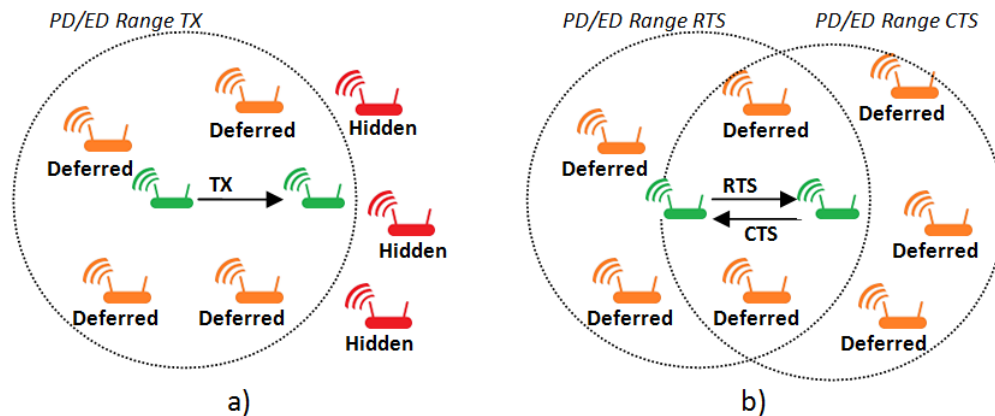 PD/ED Range TX
Deferred
Hidden
Deferred
TX
Hidden
Deferred
Deferred
Hidden
a)
PD/ED Range RTS
PD/ED Range CTS
Deferred
Deferred
Deferred
RTS
CTS
Deferred
Deferred
Deferred
Deferred
b)